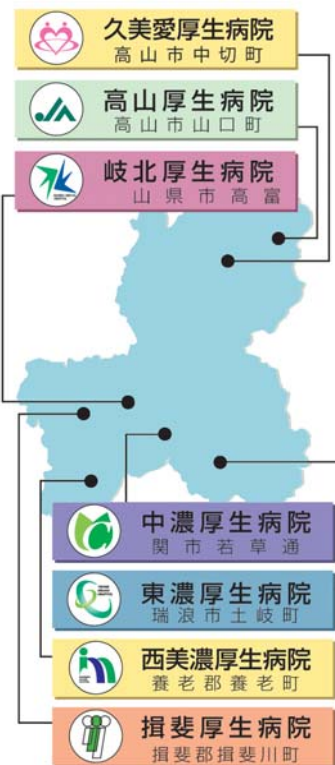 久美愛厚生病院
高山市中切町
高山厚生病院
高山市山口町
岐北厚生病院
山県市高富
中濃厚生病院
関市若草通
東濃厚生病院
瑞浪市土岐町
西美濃厚生病院
養老郡養老町
揖斐厚生病院
揖斐郡揖斐川町